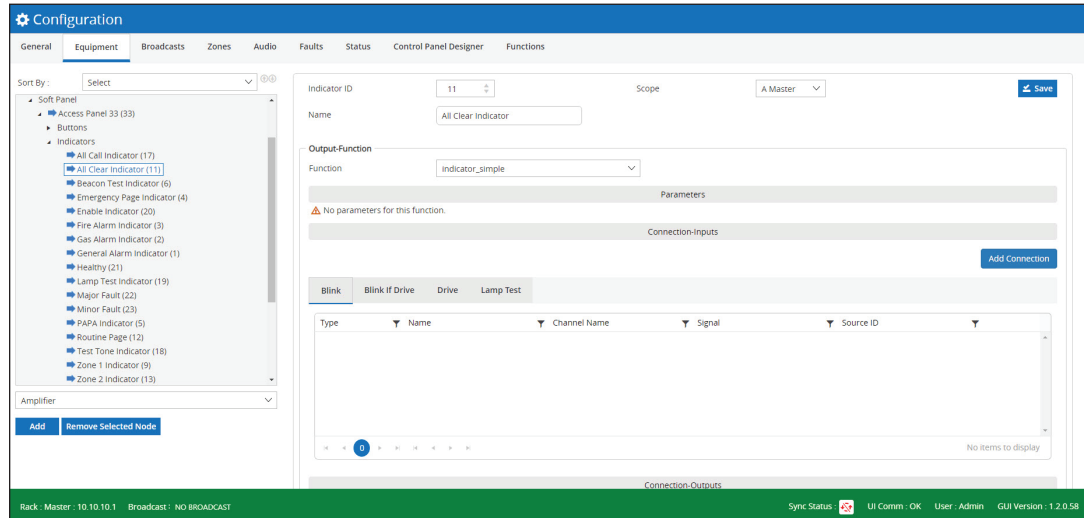 Configuration
General Equipment Broadcasts Zones Audio Faults Status Control Panel Designer Functions
Sort By : Select
Soft Panel
Access Panel 33 (33)
Buttons
Indicators
All Call Indicator (17)
All Clear Indicator (11)
Beacon Test Indicator (6)
Emergency Page Indicator (4)
Enable Indicator (20)
Fire Alarm Indicator (3)
Gas Alarm Indicator (2)
General Alarm Indicator (1)
Healthy (21)
Lamp Test Indicator (19)
Major Fault (22)
Minor Fault (23)
PAPA Indicator (5)
Routine Page (12)
Test Tone Indicator (18)
Zone 1 Indicator (9)
Zone 2 Indicator (13)
Amplifier
Add Remove Selected Node
Indicator ID 11 Scope A Master Save
Name All Clear Indicator
Output-Function
Function indicator_simple
Parameters
No parameters for this function.
Connection-Inputs
Add Connection
Blink Blink If Drive Drive Lamp Test
Type Name Channel Name Signal Source ID
0 No items to display
Connection-Outputs
Rack : Master : 10.10.10.1 Broadcast : NO BROADCAST Sync Status : UI Comm : OK User : Admin GUI Version : 1.2.0.58